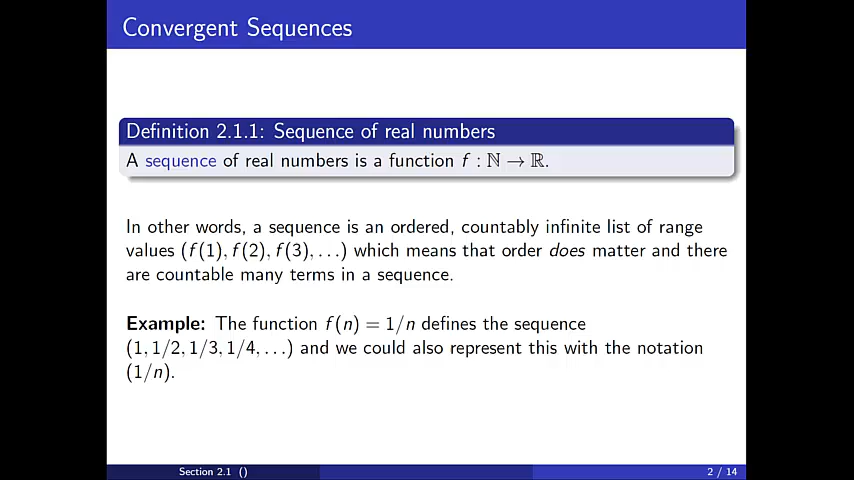 Convergent Sequences
Definition 2.1.1: Sequence of real numbers
A sequence of real numbers is a function f : ℕ → ℝ.
In other words, a sequence is an ordered, countably infinite list of range
values (f(1), f(2), f(3), . . .) which means that order does matter and there
are countable many terms in a sequence.
Example: The function f(n) = 1/n defines the sequence
(1, 1/2, 1/3, 1/4, . . .) and we could also represent this with the notation
(1/n).
Section 2.1 ()
2 / 14